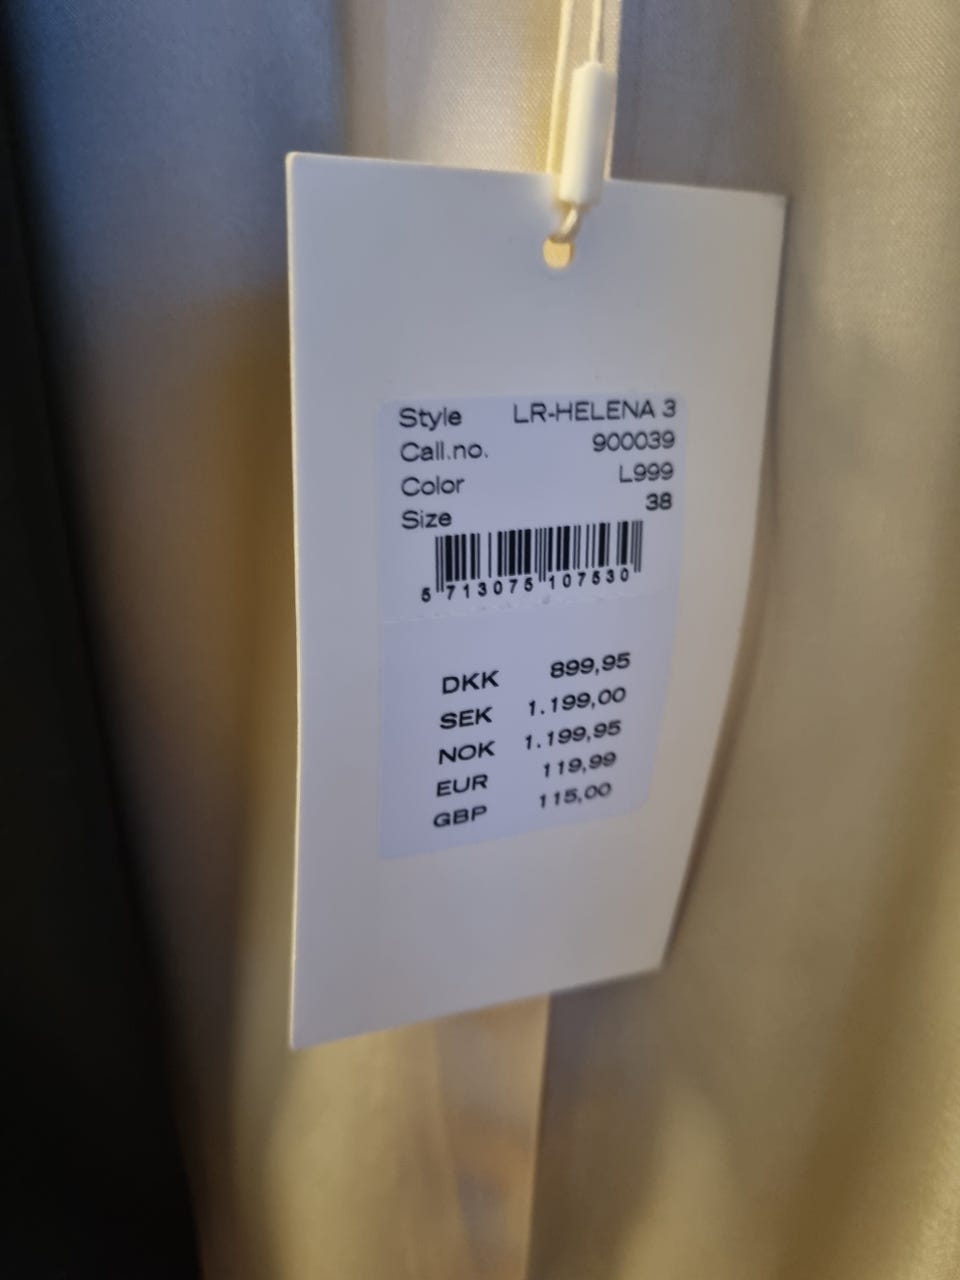 Style LR-HELENA 3
Call.no. 900039
Color L999
Size 38
5 713075 107530
DKK 899,95
SEK 1.199,00
NOK 1.199,95
EUR 119,99
GBP 115,00